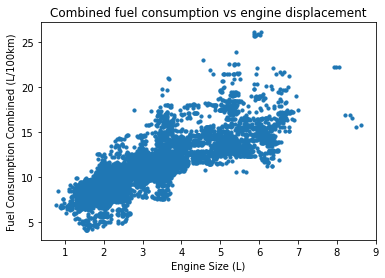 Combined fuel consumption vs engine displacement
Fuel Consumption Combined (L/100km)
25
20
15
10
5
1 2 3 4 5 6 7 8 9
Engine Size (L)